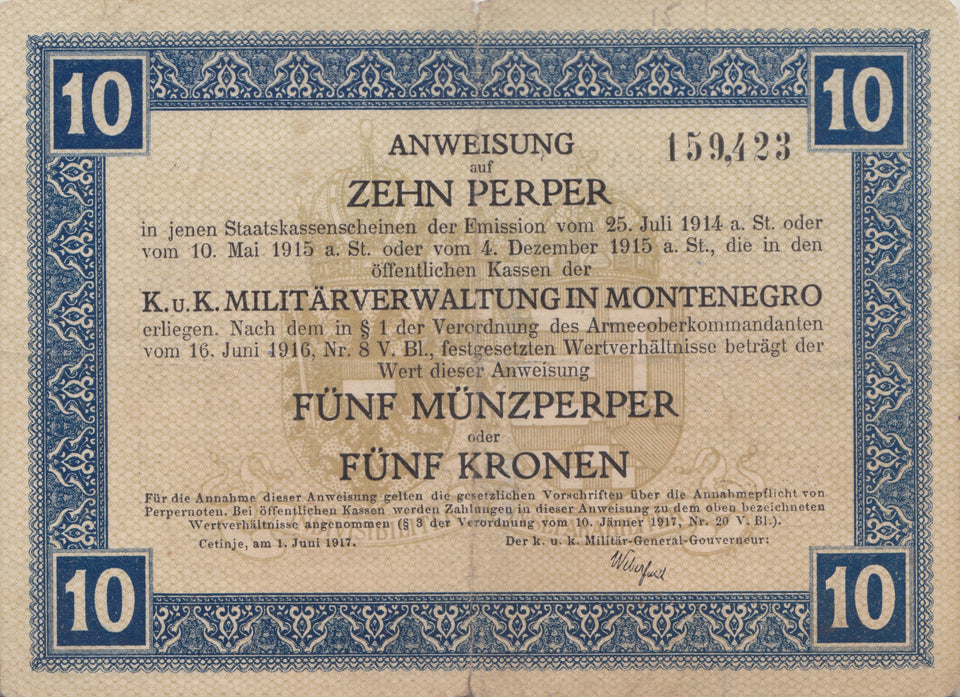 10
10
ANWEISUNG
159,423
auf
ZEHN PERPER
in jenen Staatskassenscheinen der Emission vom 25. Juli 1914 a. St. oder
vom 10. Mai 1915 a. St. oder vom 4. Dezember 1915 a. St., die in den
öffentlichen Kassen der
K.u.K. MILITÄRVERWALTUNG IN MONTENEGRO
erliegen. Nach dem in § 1 der Verordnung des Armeeoberkommandanten
vom 16. Juni 1916, Nr. 8 V. Bl., festgesetzten Wertverhältnisse beträgt der
Wert dieser Anweisung
FÜNF MÜNZPERPER
oder
FÜNF KRONEN
Für die Annahme dieser Anweisung gelten die gesetzlichen Vorschriften über die Annahmepflicht von
Perpernoten. Bei öffentlichen Kassen werden Zahlungen in dieser Anweisung zu dem oben bezeichneten
Wertverhältnisse angenommen (§ 3 der Verordnung vom 10. Jänner 1917, Nr. 20 V. Bl.).
Cetinje, am 1. Juni 1917.
Der k. u. k. Militär-General-Gouverneur:
10
10